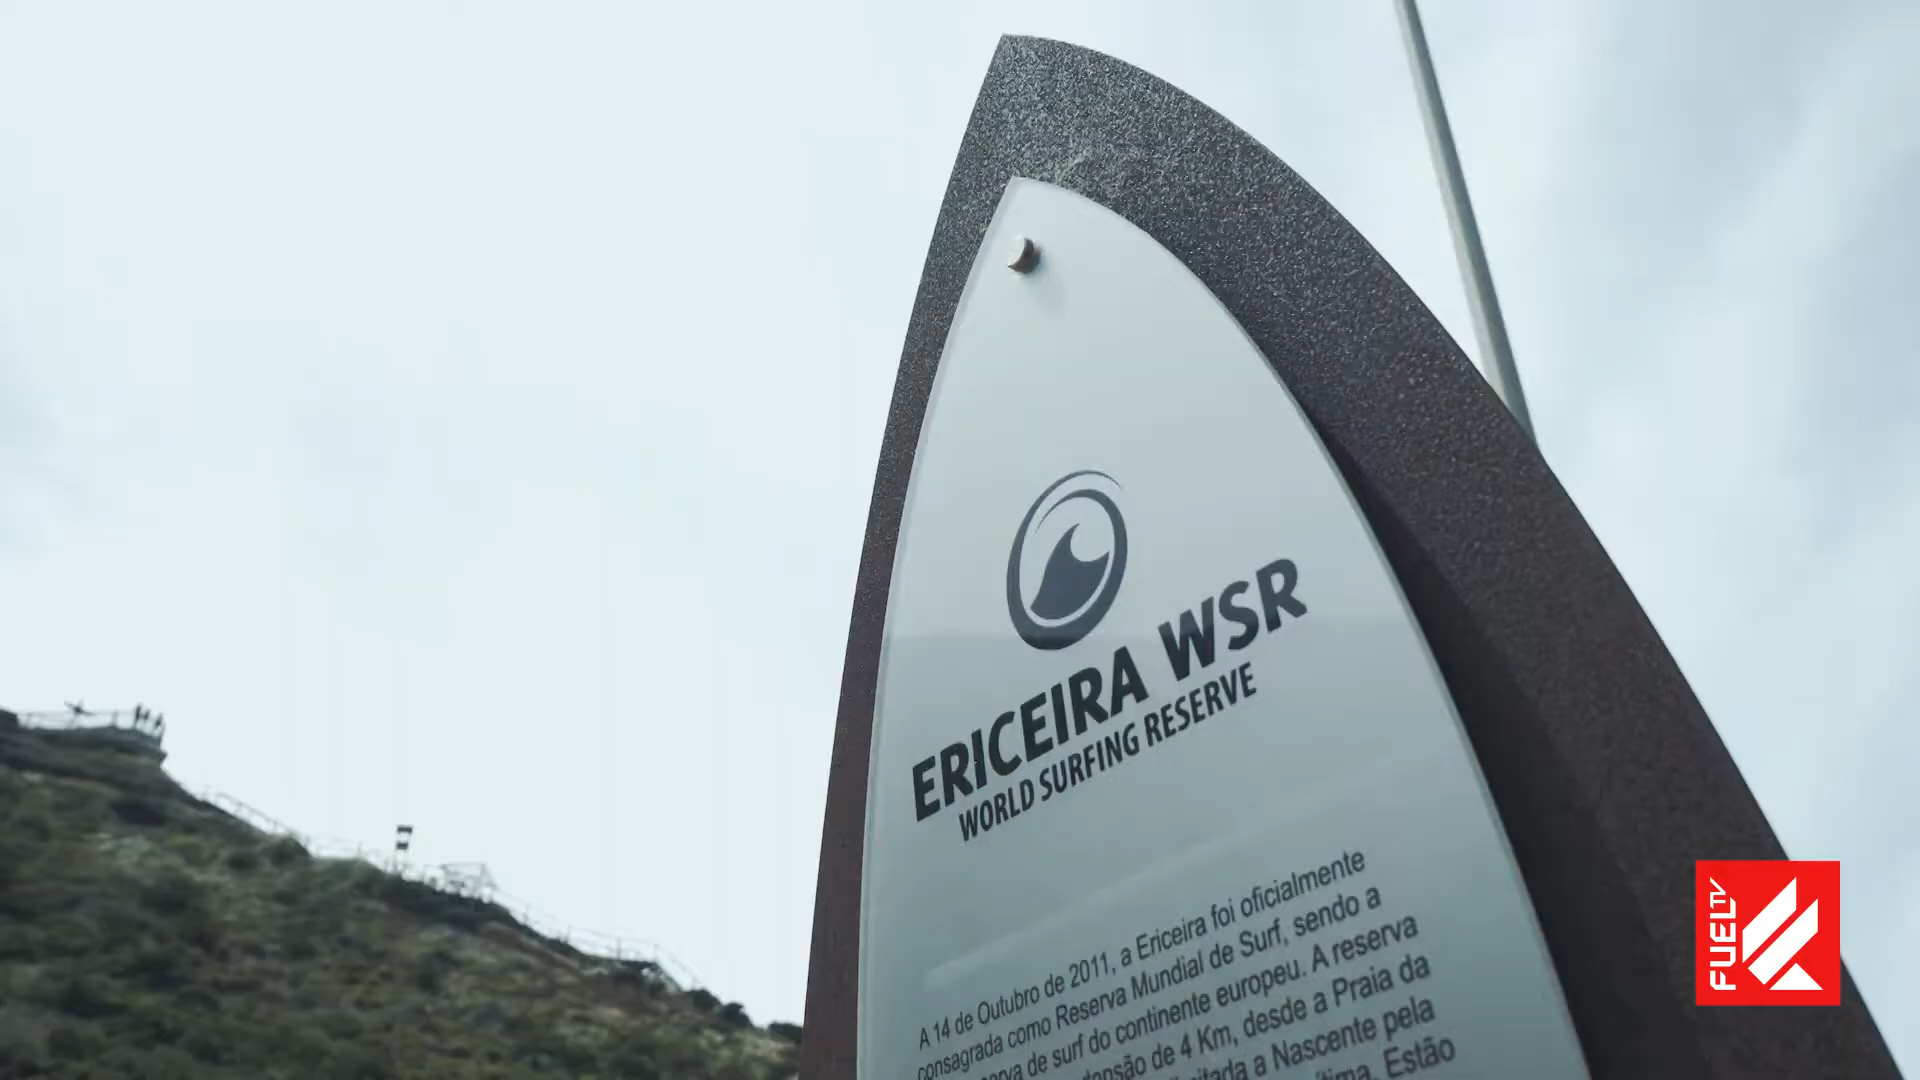 ERICEIRA WSR
WORLD SURFING RESERVE
A 14 de Outubro de 2011, a Ericeira foi oficialmente
consagrada como Reserva Mundial de Surf, sendo a
de surf do continente europeu. A reserva
de 4 Km, desde a Praia da
a Nascente pela
Estão
FUEL TV